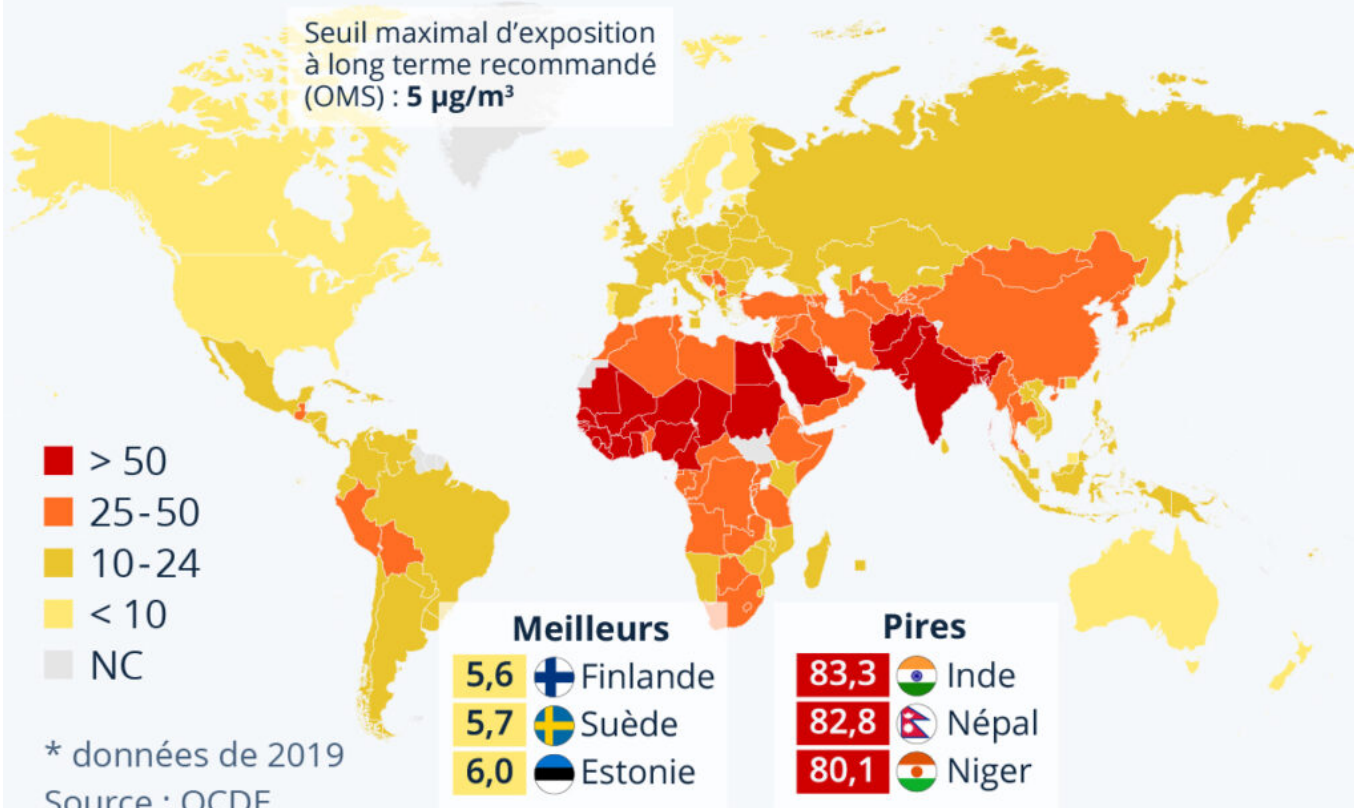 Seuil maximal d'exposition
à long terme recommandé
(OMS) : 5 µg/m³
> 50
25-50
10-24
< 10
NC
* données de 2019
Source : OCDE
Meilleurs
5,6 Finlande
5,7 Suède
6,0 Estonie
Pires
83,3 Inde
82,8 Népal
80,1 Niger